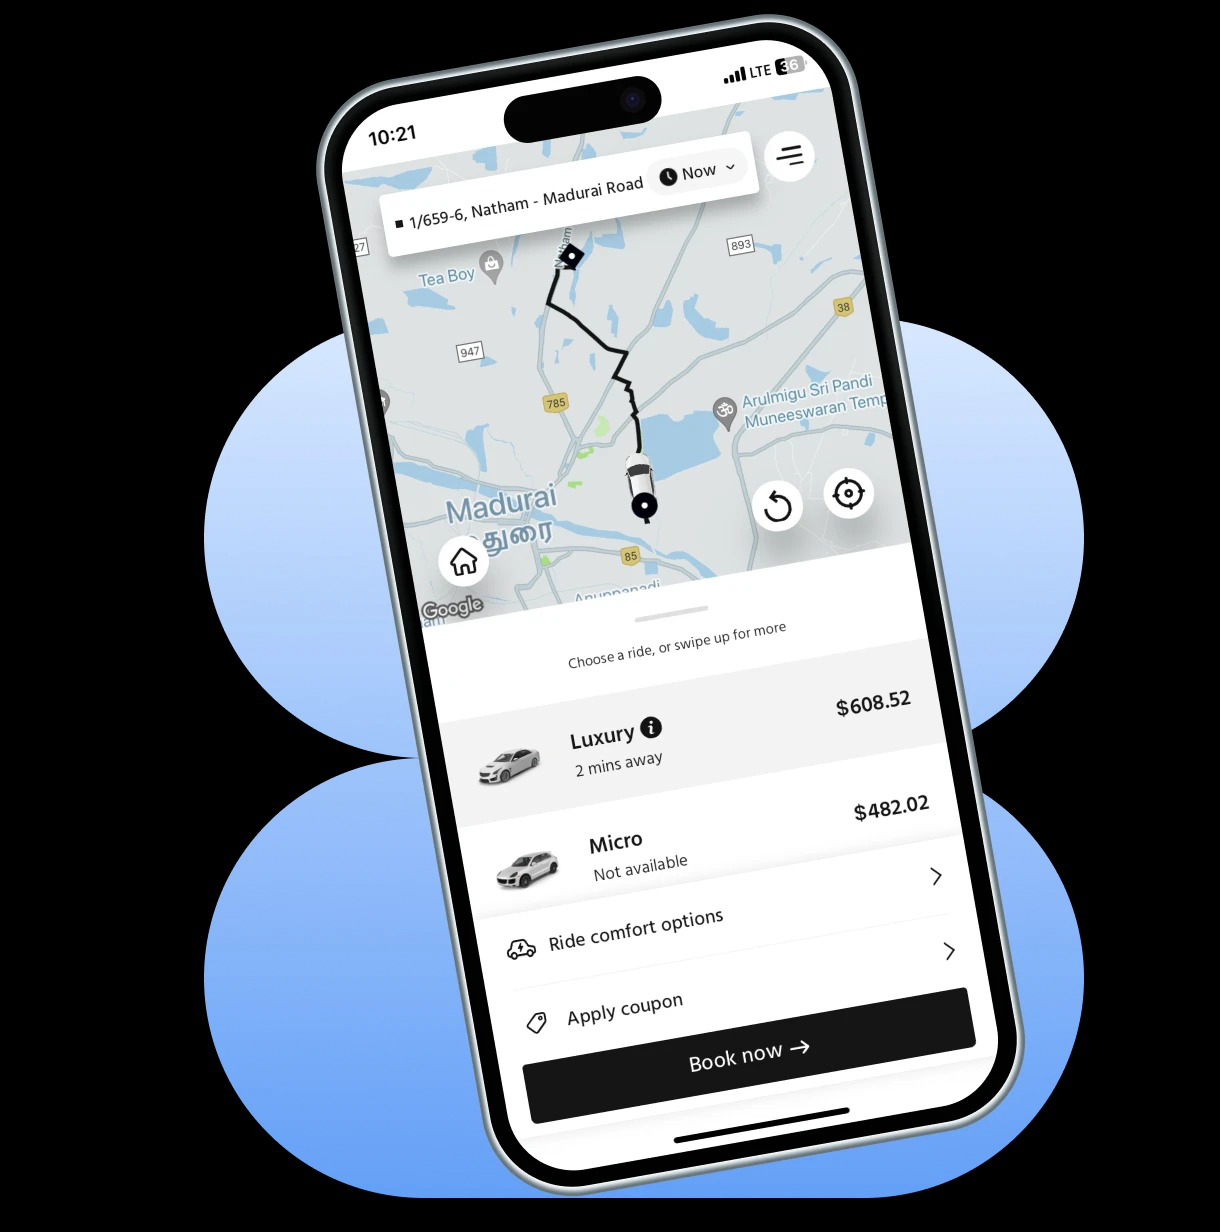 10:21
LTE 36
1/659-6, Natham - Madurai Road
Now
27
Natham
893
Tea Boy
38
947
785
Arulmigu Sri Pandi
Muneeswaran Temp
Madurai
துரை
85
Google
Choose a ride, or swipe up for more
Luxury
$608.52
2 mins away
Micro
$482.02
Not available
Ride comfort options
Apply coupon
Book now →